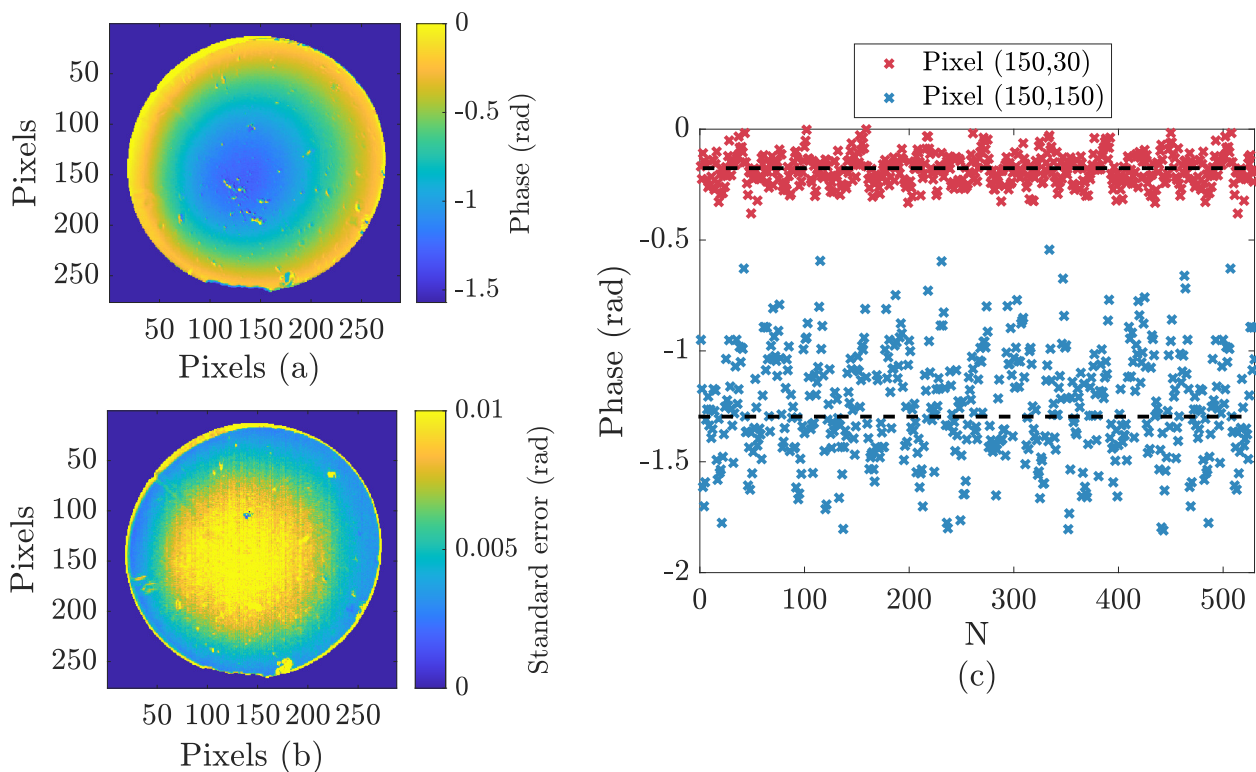 0
50
100
150
200
250
Pixels
50 100 150 200 250
Pixels (a)
-0.5
-1
-1.5
Phase (rad)
50
100
150
200
250
Pixels
50 100 150 200 250
Pixels (b)
0.01
0.005
0
Standard error (rad)
Pixel (150,30)
Pixel (150,150)
0
-0.5
-1
-1.5
-2
Phase (rad)
0 100 200 300 400 500
N
(c)